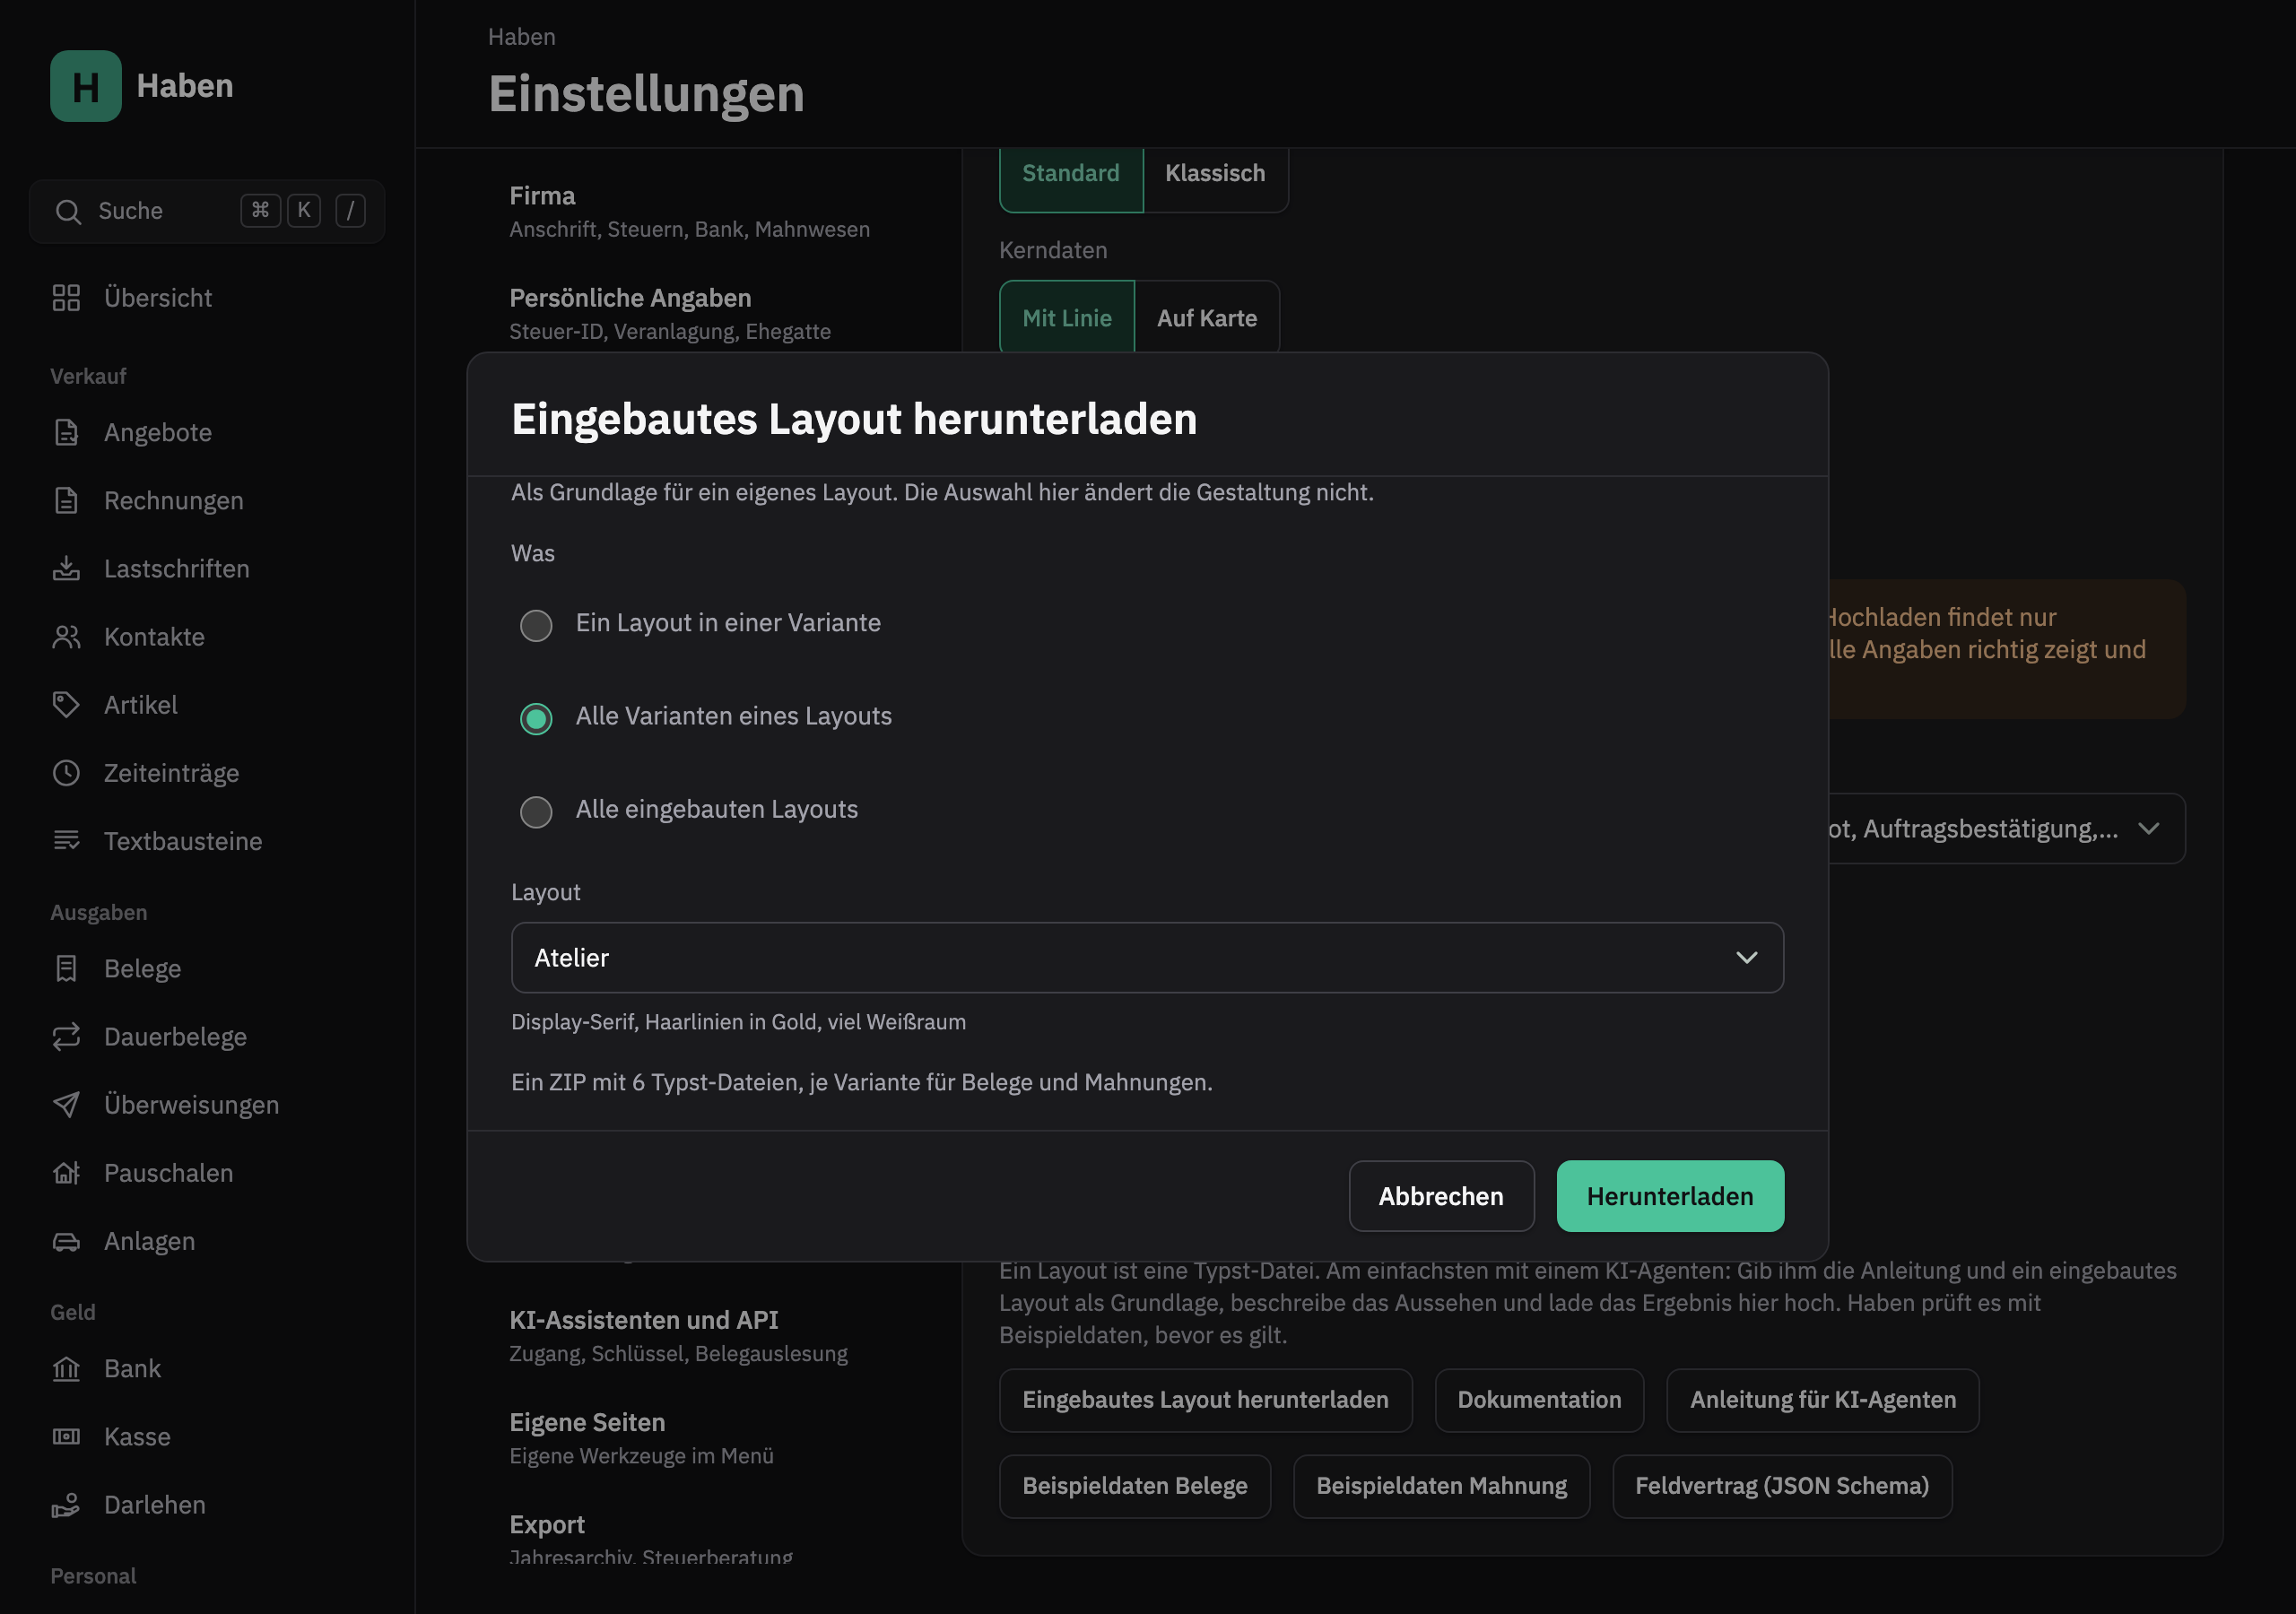 H Haben
Suche ⌘ K /
Übersicht
Verkauf
Angebote
Rechnungen
Lastschriften
Kontakte
Artikel
Zeiteinträge
Textbausteine
Ausgaben
Belege
Dauerbelege
Überweisungen
Pauschalen
Anlagen
Geld
Bank
Kasse
Darlehen
Personal
Haben
Einstellungen
Firma
Anschrift, Steuern, Bank, Mahnwesen
Persönliche Angaben
Steuer-ID, Veranlagung, Ehegatte
KI-Assistenten und API
Zugang, Schlüssel, Belegauslesung
Eigene Seiten
Eigene Werkzeuge im Menü
Export
Jahresarchiv, Steuerberatung
Standard Klassisch
Kerndaten
Mit Linie Auf Karte
Hochladen findet nur
lle Angaben richtig zeigt und
ot, Auftragsbestätigung,...
Eingebautes Layout herunterladen
Als Grundlage für ein eigenes Layout. Die Auswahl hier ändert die Gestaltung nicht.
Was
Ein Layout in einer Variante
Alle Varianten eines Layouts
Alle eingebauten Layouts
Layout
Atelier
Display-Serif, Haarlinien in Gold, viel Weißraum
Ein ZIP mit 6 Typst-Dateien, je Variante für Belege und Mahnungen.
Abbrechen Herunterladen
Ein Layout ist eine Typst-Datei. Am einfachsten mit einem KI-Agenten: Gib ihm die Anleitung und ein eingebautes
Layout als Grundlage, beschreibe das Aussehen und lade das Ergebnis hier hoch. Haben prüft es mit
Beispieldaten, bevor es gilt.
Eingebautes Layout herunterladen Dokumentation Anleitung für KI-Agenten
Beispieldaten Belege Beispieldaten Mahnung Feldvertrag (JSON Schema)